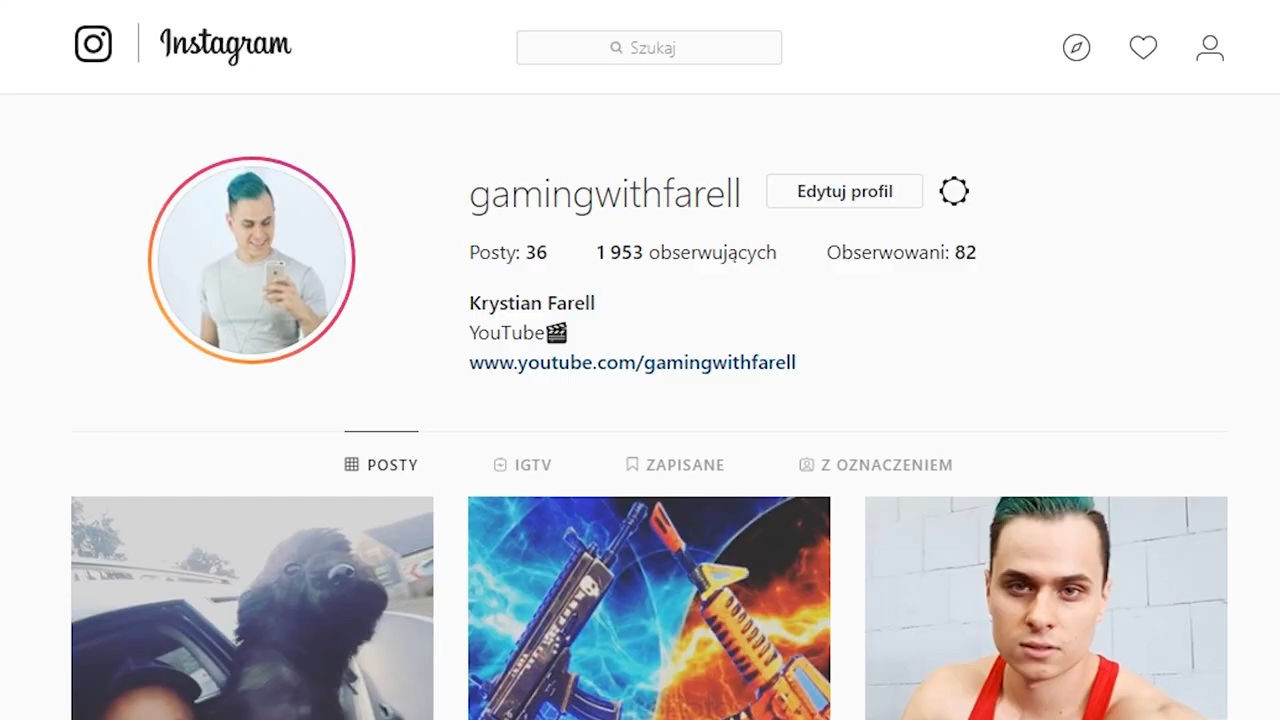 Instagram
Szukaj
gamingwithfarell
Edytuj profil
Posty: 36
1 953 obserwujących
Obserwowani: 82
Krystian Farell
YouTube🎬
www.youtube.com/gamingwithfarell
POSTY
IGTV
ZAPISANE
Z OZNACZENIEM